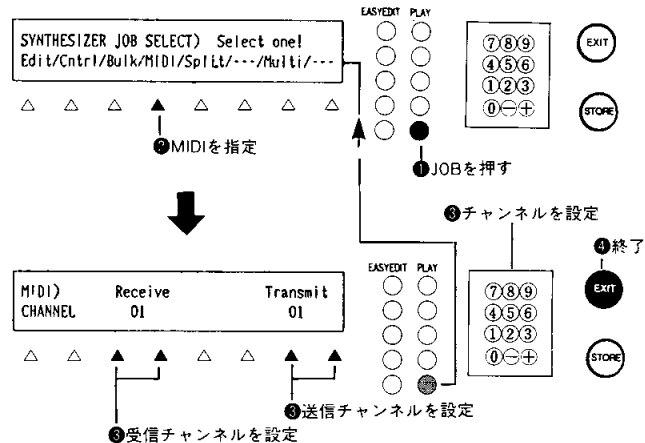 EASYEDIT PLAY
SYNTHESIZER JOB SELECT) Select one!
Edit/Cntrl/Bulk/MIDI/Split/---/Multi/---
⑦⑧⑨
④⑤⑥
①②③
⓪⊖⊕
EXIT
STORE
❷MIDIを指定
❶JOBを押す
❸チャンネルを設定
❹終了
EASYEDIT PLAY
MIDI) Receive Transmit
CHANNEL 01 01
⑦⑧⑨
④⑤⑥
①②③
⓪⊖⊕
EXIT
STORE
❸送信チャンネルを設定
❸受信チャンネルを設定